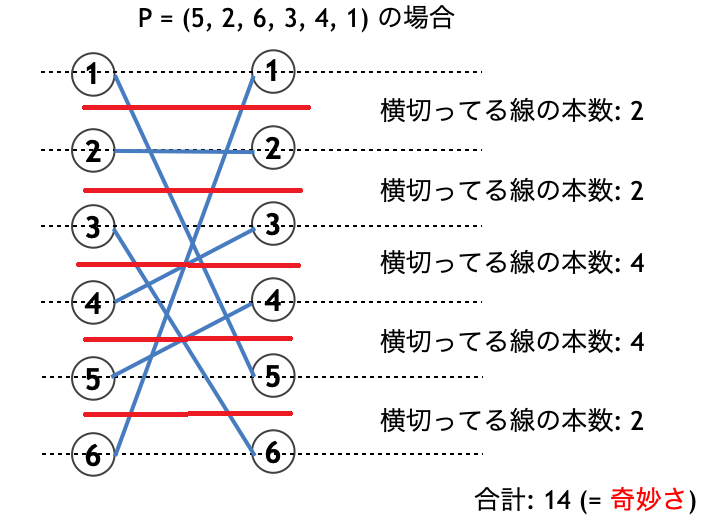 P = (5, 2, 6, 3, 4, 1) の場合
1 1
横切ってる線の本数: 2
2 2
横切ってる線の本数: 2
3 3
横切ってる線の本数: 4
4 4
横切ってる線の本数: 4
5 5
横切ってる線の本数: 2
6 6
合計: 14 (= 奇妙さ)